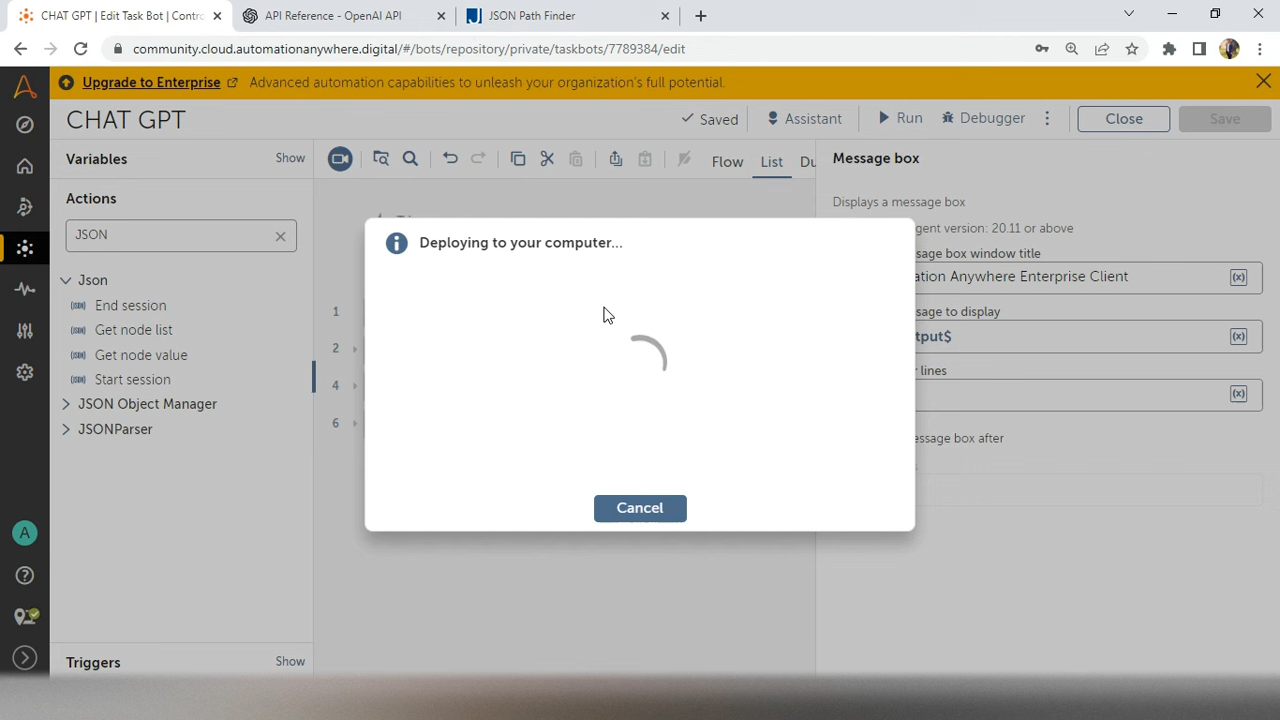 CHAT GPT | Edit Task Bot | Contro
API Reference - OpenAI API
JSON Path Finder
community.cloud.automationanywhere.digital/#/bots/repository/private/taskbots/7789384/edit
Upgrade to Enterprise
Advanced automation capabilities to unleash your organization's full potential.
CHAT GPT
Saved
Assistant
Run
Debugger
Close
Save
Variables
Show
Flow
List
Du
Message box
Actions
Displays a message box
gent version: 20.11 or above
JSON
Deploying to your computer...
sage box window title
ation Anywhere Enterprise Client
Json
End session
1
ssage to display
Get node list
tput$
2
Get node value
lines
Start session
4
JSON Object Manager
6
JSONParser
essage box after
Cancel
A
Triggers
Show